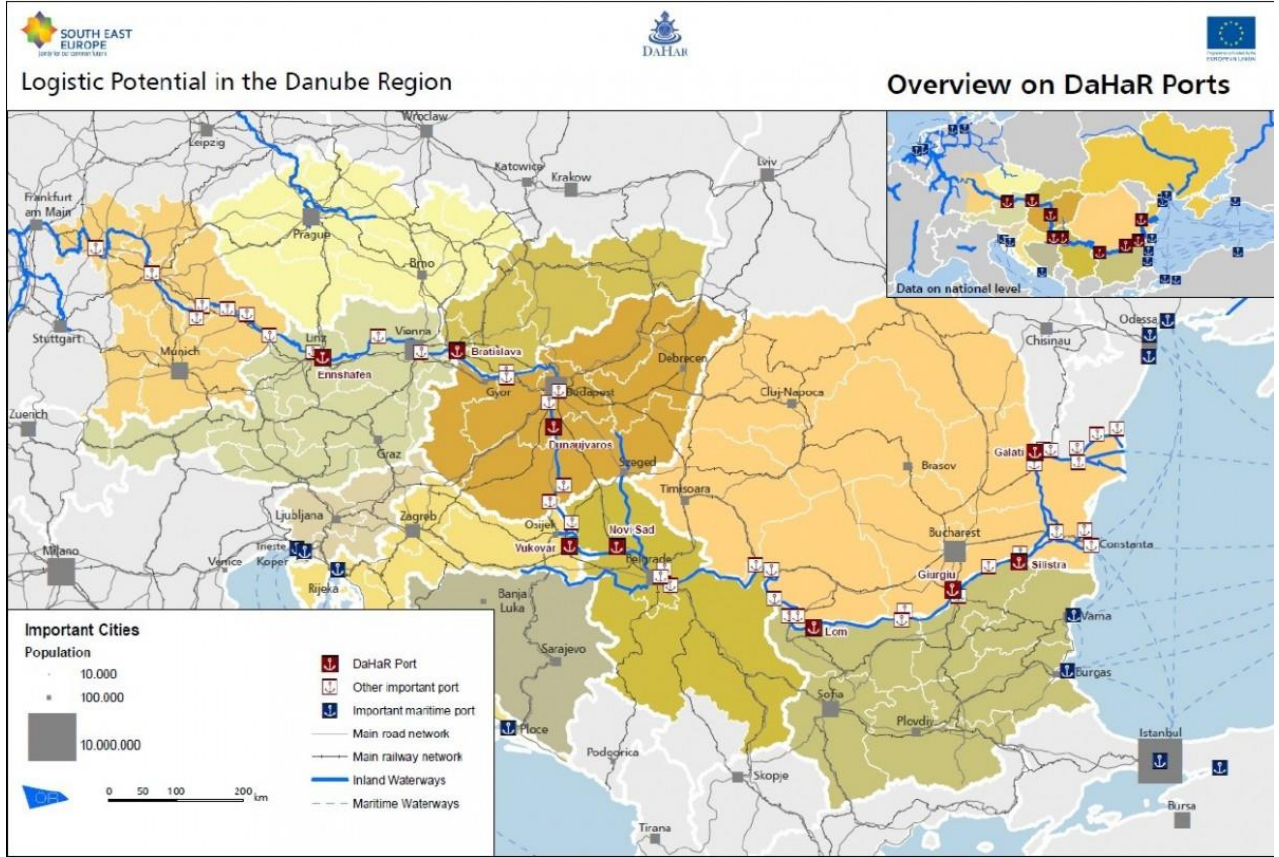 SOUTH EAST
EUROPE
DAHAR
EUROPEAN UNION
Logistic Potential in the Danube Region
Overview on DaHaR Ports
Wroclaw
Leipzig
Katowice
Krakow
Lviv
Frankfurt
am Main
Prague
Brno
Data on national level
Stuttgart
Linz
Vienna
Munich
Ennshafen
Bratislava
Gyor
Budapest
Debrecen
Chisinau
Odessa
Cluj-Napoca
Zuerich
Dunaujvaros
Graz
Szeged
Galati
Brasov
Timisoara
Ljubljana
Zagreb
Osijek
Novi Sad
Bucharest
Vukovar
Belgrade
Constanta
Milano
Venice
Trieste
Koper
Rijeka
Silistra
Giurgiu
Banja
Luka
Lom
Varna
Sarajevo
Burgas
Sofia
Plovdiv
Ploce
Podgorica
Skopje
Istanbul
Bursa
Tirana
Important Cities
Population
10.000
100.000
10.000.000
0 50 100 200 km
DaHaR Port
Other important port
Important maritime port
Main road network
Main railway network
Inland Waterways
Maritime Waterways